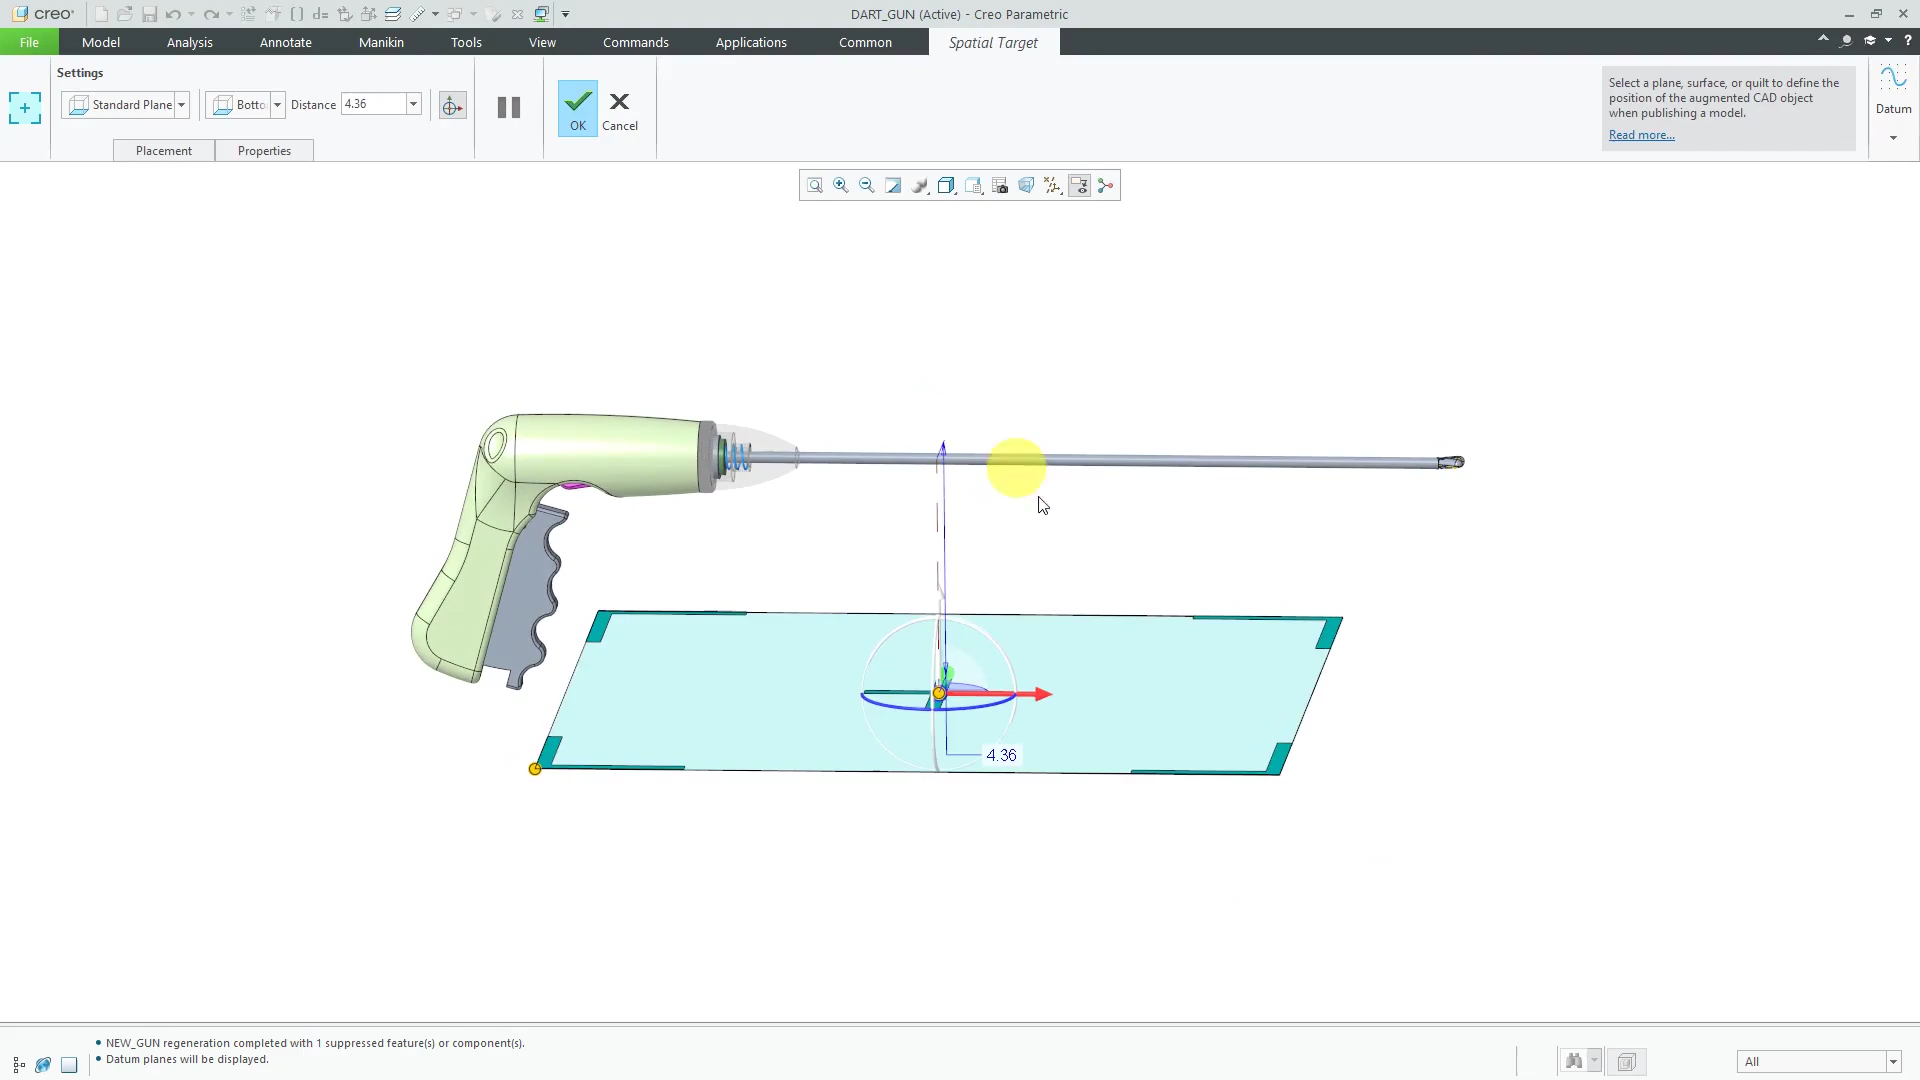 creo
DART_GUN (Active) - Creo Parametric
File
Model
Analysis
Annotate
Manikin
Tools
View
Commands
Applications
Common
Spatial Target
?
Settings
Standard Plane
Botto
Distance
4.36
OK
Cancel
Placement
Properties
Select a plane, surface, or quilt to define the
position of the augmented CAD object
when publishing a model.
Read more...
Datum
4.36
• NEW_GUN regeneration completed with 1 suppressed feature(s) or component(s).
• Datum planes will be displayed.
All